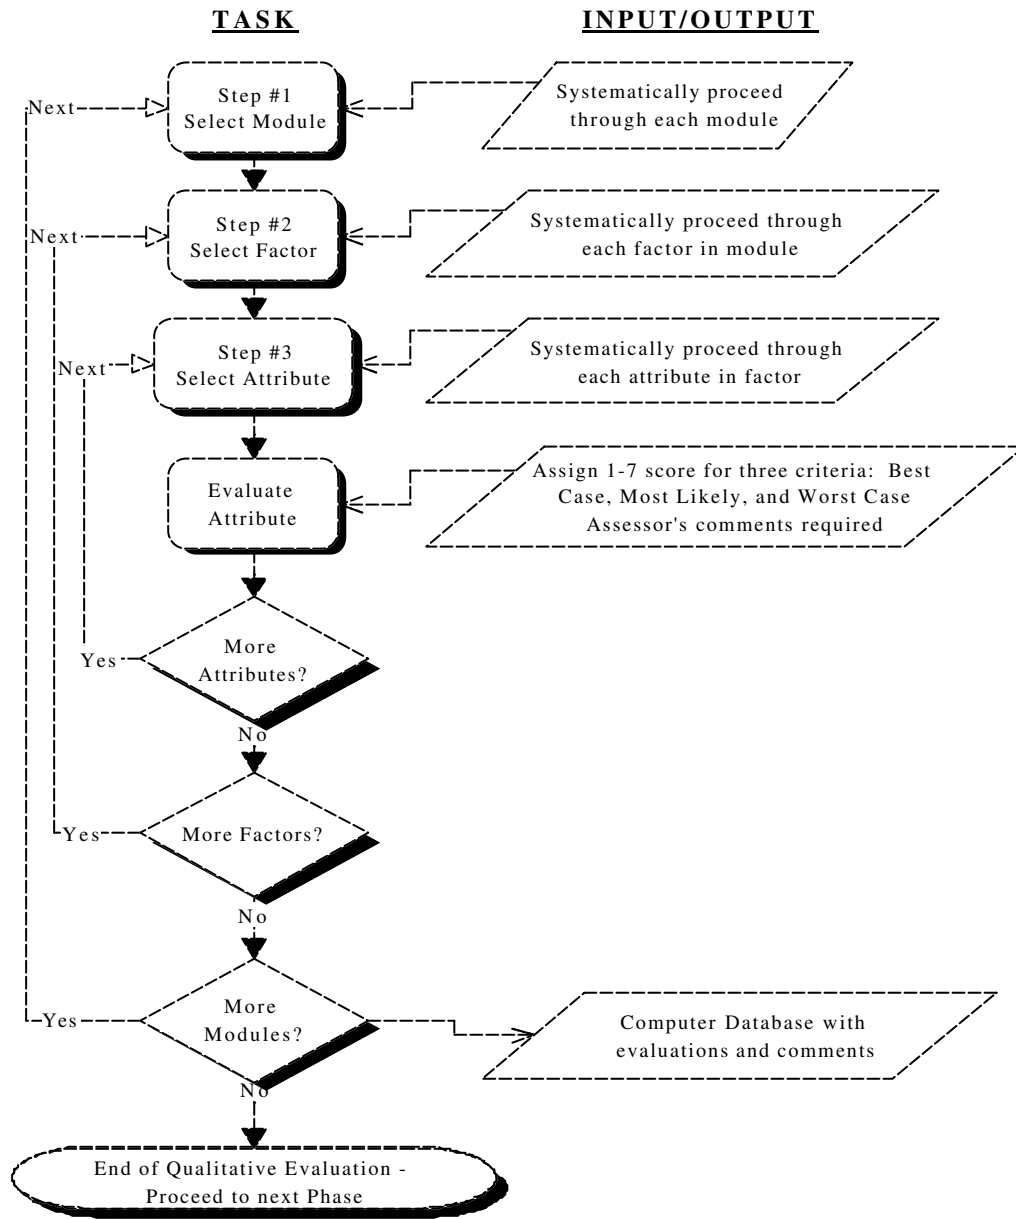 TASK
INPUT/OUTPUT
Step #1
Select Module
Systematically proceed
through each module
Next
Step #2
Select Factor
Systematically proceed through
each factor in module
Next
Step #3
Select Attribute
Systematically proceed through
each attribute in factor
Next
Evaluate
Attribute
Assign 1-7 score for three criteria:  Best
Case, Most Likely, and Worst Case
Assessor's comments required
More
Attributes?
Yes
No
More Factors?
Yes
No
More
Modules?
Yes
Computer Database with
evaluations and comments
No
End of Qualitative Evaluation -
Proceed to next Phase